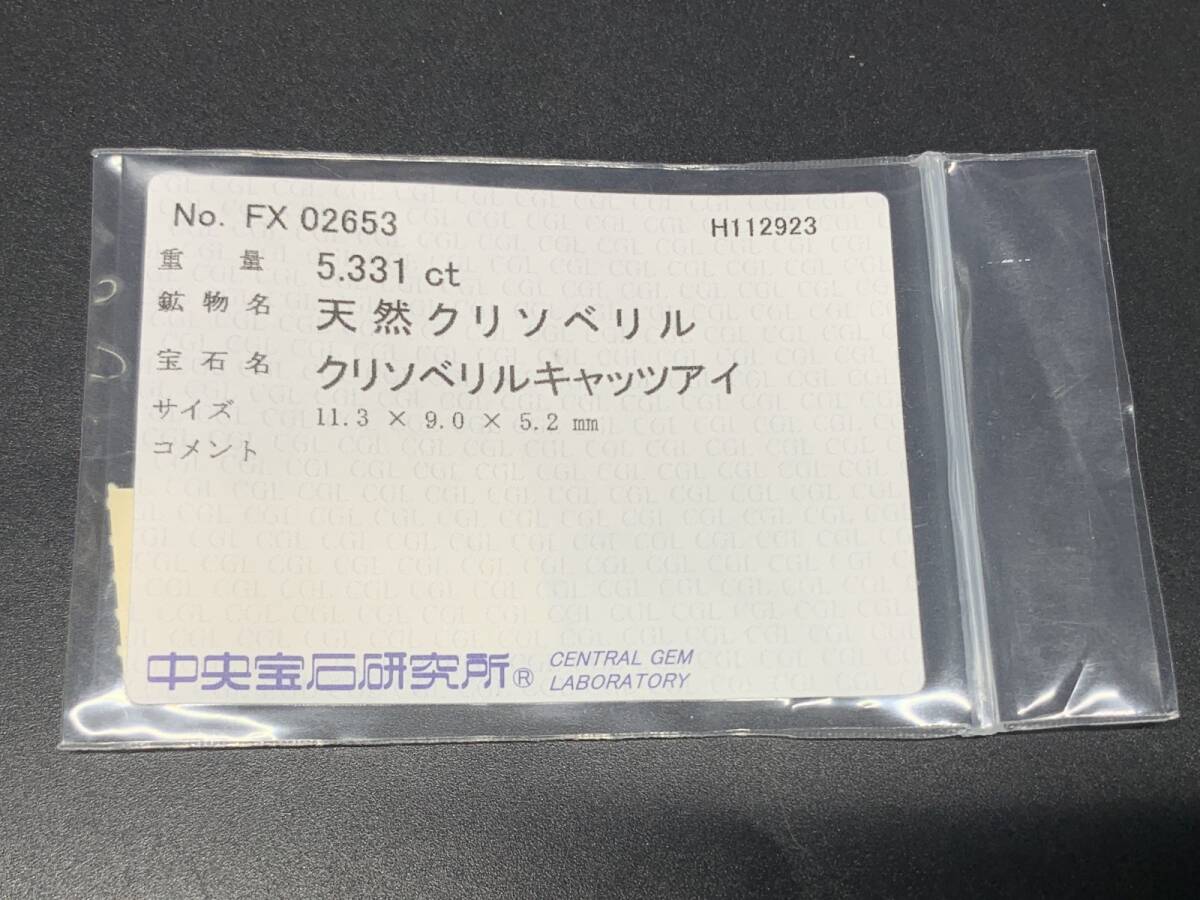 No. FX 02653 H112923
重量 5.331 ct
鉱物名 天然クリソベリル
宝石名 クリソベリルキャッツアイ
サイズ 11.3 × 9.0 × 5.2 mm
コメント
中央宝石研究所® CENTRAL GEM
LABORATORY